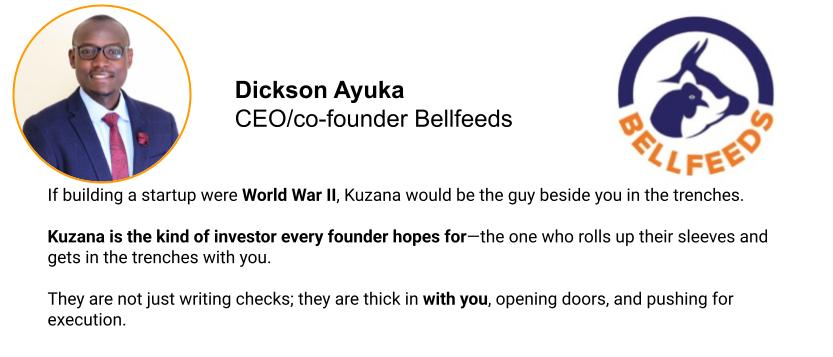 Dickson Ayuka
CEO/co-founder Bellfeeds
BELLFEEDS
If building a startup were World War II, Kuzana would be the guy beside you in the trenches.
Kuzana is the kind of investor every founder hopes for—the one who rolls up their sleeves and
gets in the trenches with you.
They are not just writing checks; they are thick in with you, opening doors, and pushing for
execution.